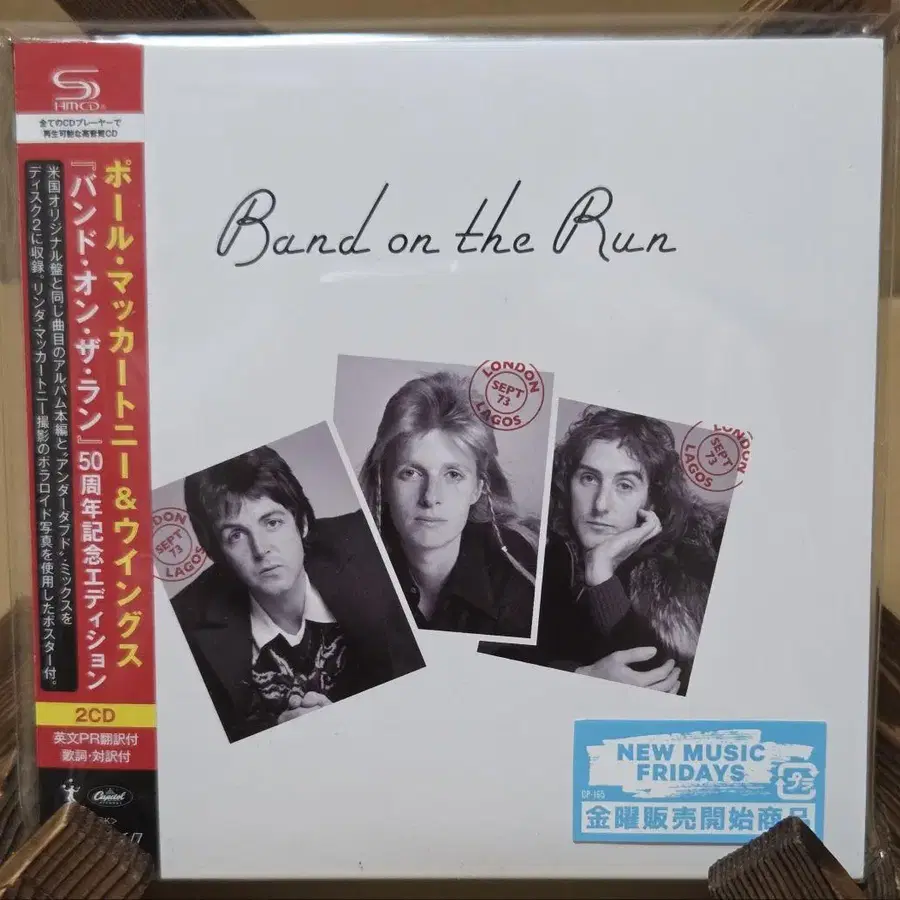 SHM-CD®
全てのCDプレーヤーで
再生可能な高音質CD
ポール・マッカートニー&ウイングス
『バンド・オン・ザ・ラン』50周年記念エディション
米国オリジナル盤と同じ曲目のアルバム本編と“アンダーダブド”・ミックスを
ディスク2に収録。リンダ・マッカートニー撮影のポラロイド写真を使用したポスター付。
2CD
英文PR翻訳付
歌詞・対訳付
Capitol
Band on the Run
LONDON
SEPT
73
LAGOS
LONDON
SEPT
73
LAGOS
LONDON
SEPT
73
LAGOS
NEW MUSIC
FRIDAYS
プラ
GP-165
金曜販売開始商品